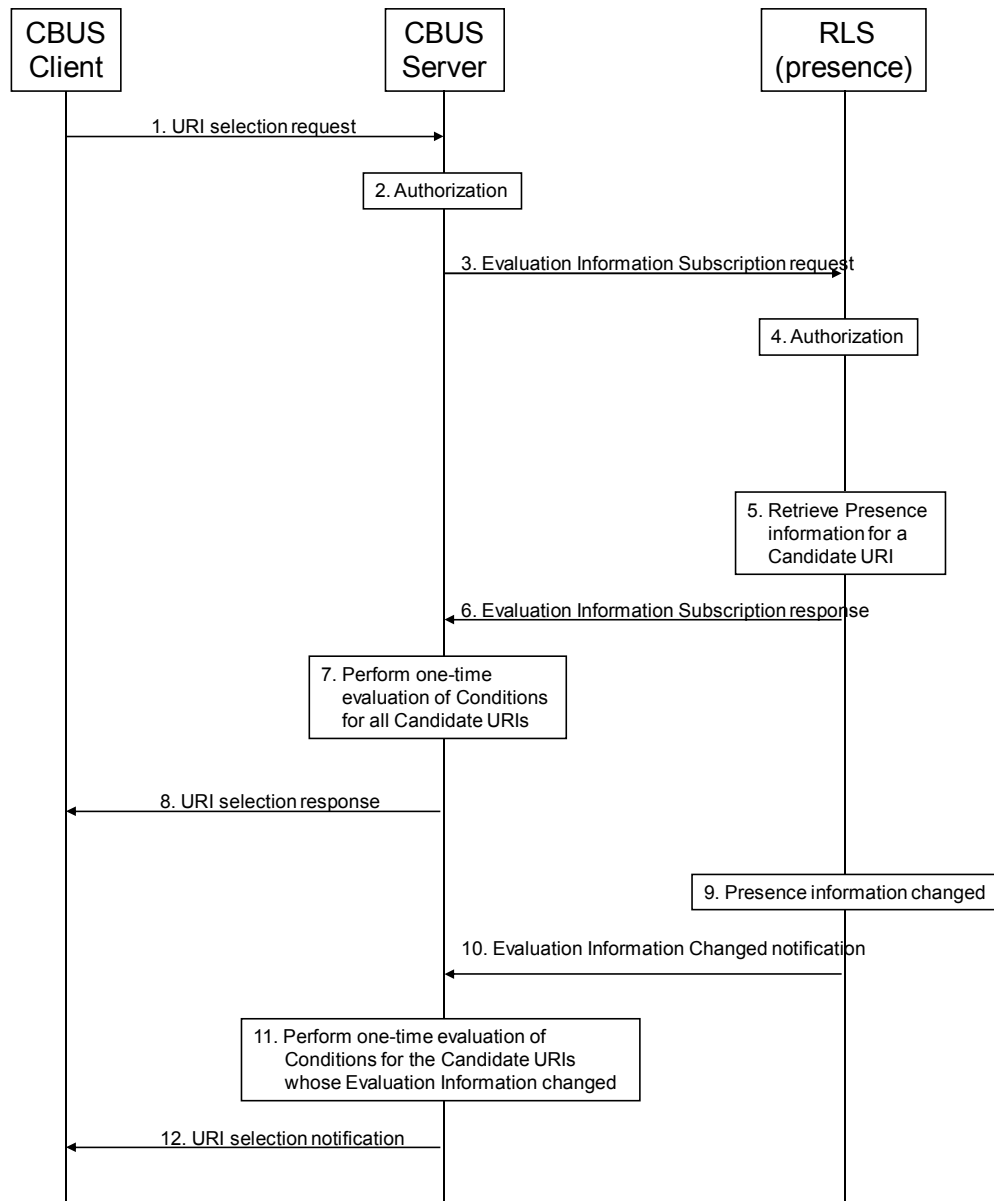 CBUS
Client
CBUS
Server
RLS
(presence)
1. URI selection request
2. Authorization
3. Evaluation Information Subscription request
4. Authorization
5. Retrieve Presence
information for a
Candidate URI
6. Evaluation Information Subscription response
7. Perform one-time
evaluation of Conditions
for all Candidate URIs
8. URI selection response
9. Presence information changed
10. Evaluation Information Changed notification
11. Perform one-time evaluation of
Conditions for the Candidate URIs
whose Evaluation Information changed
12. URI selection notification